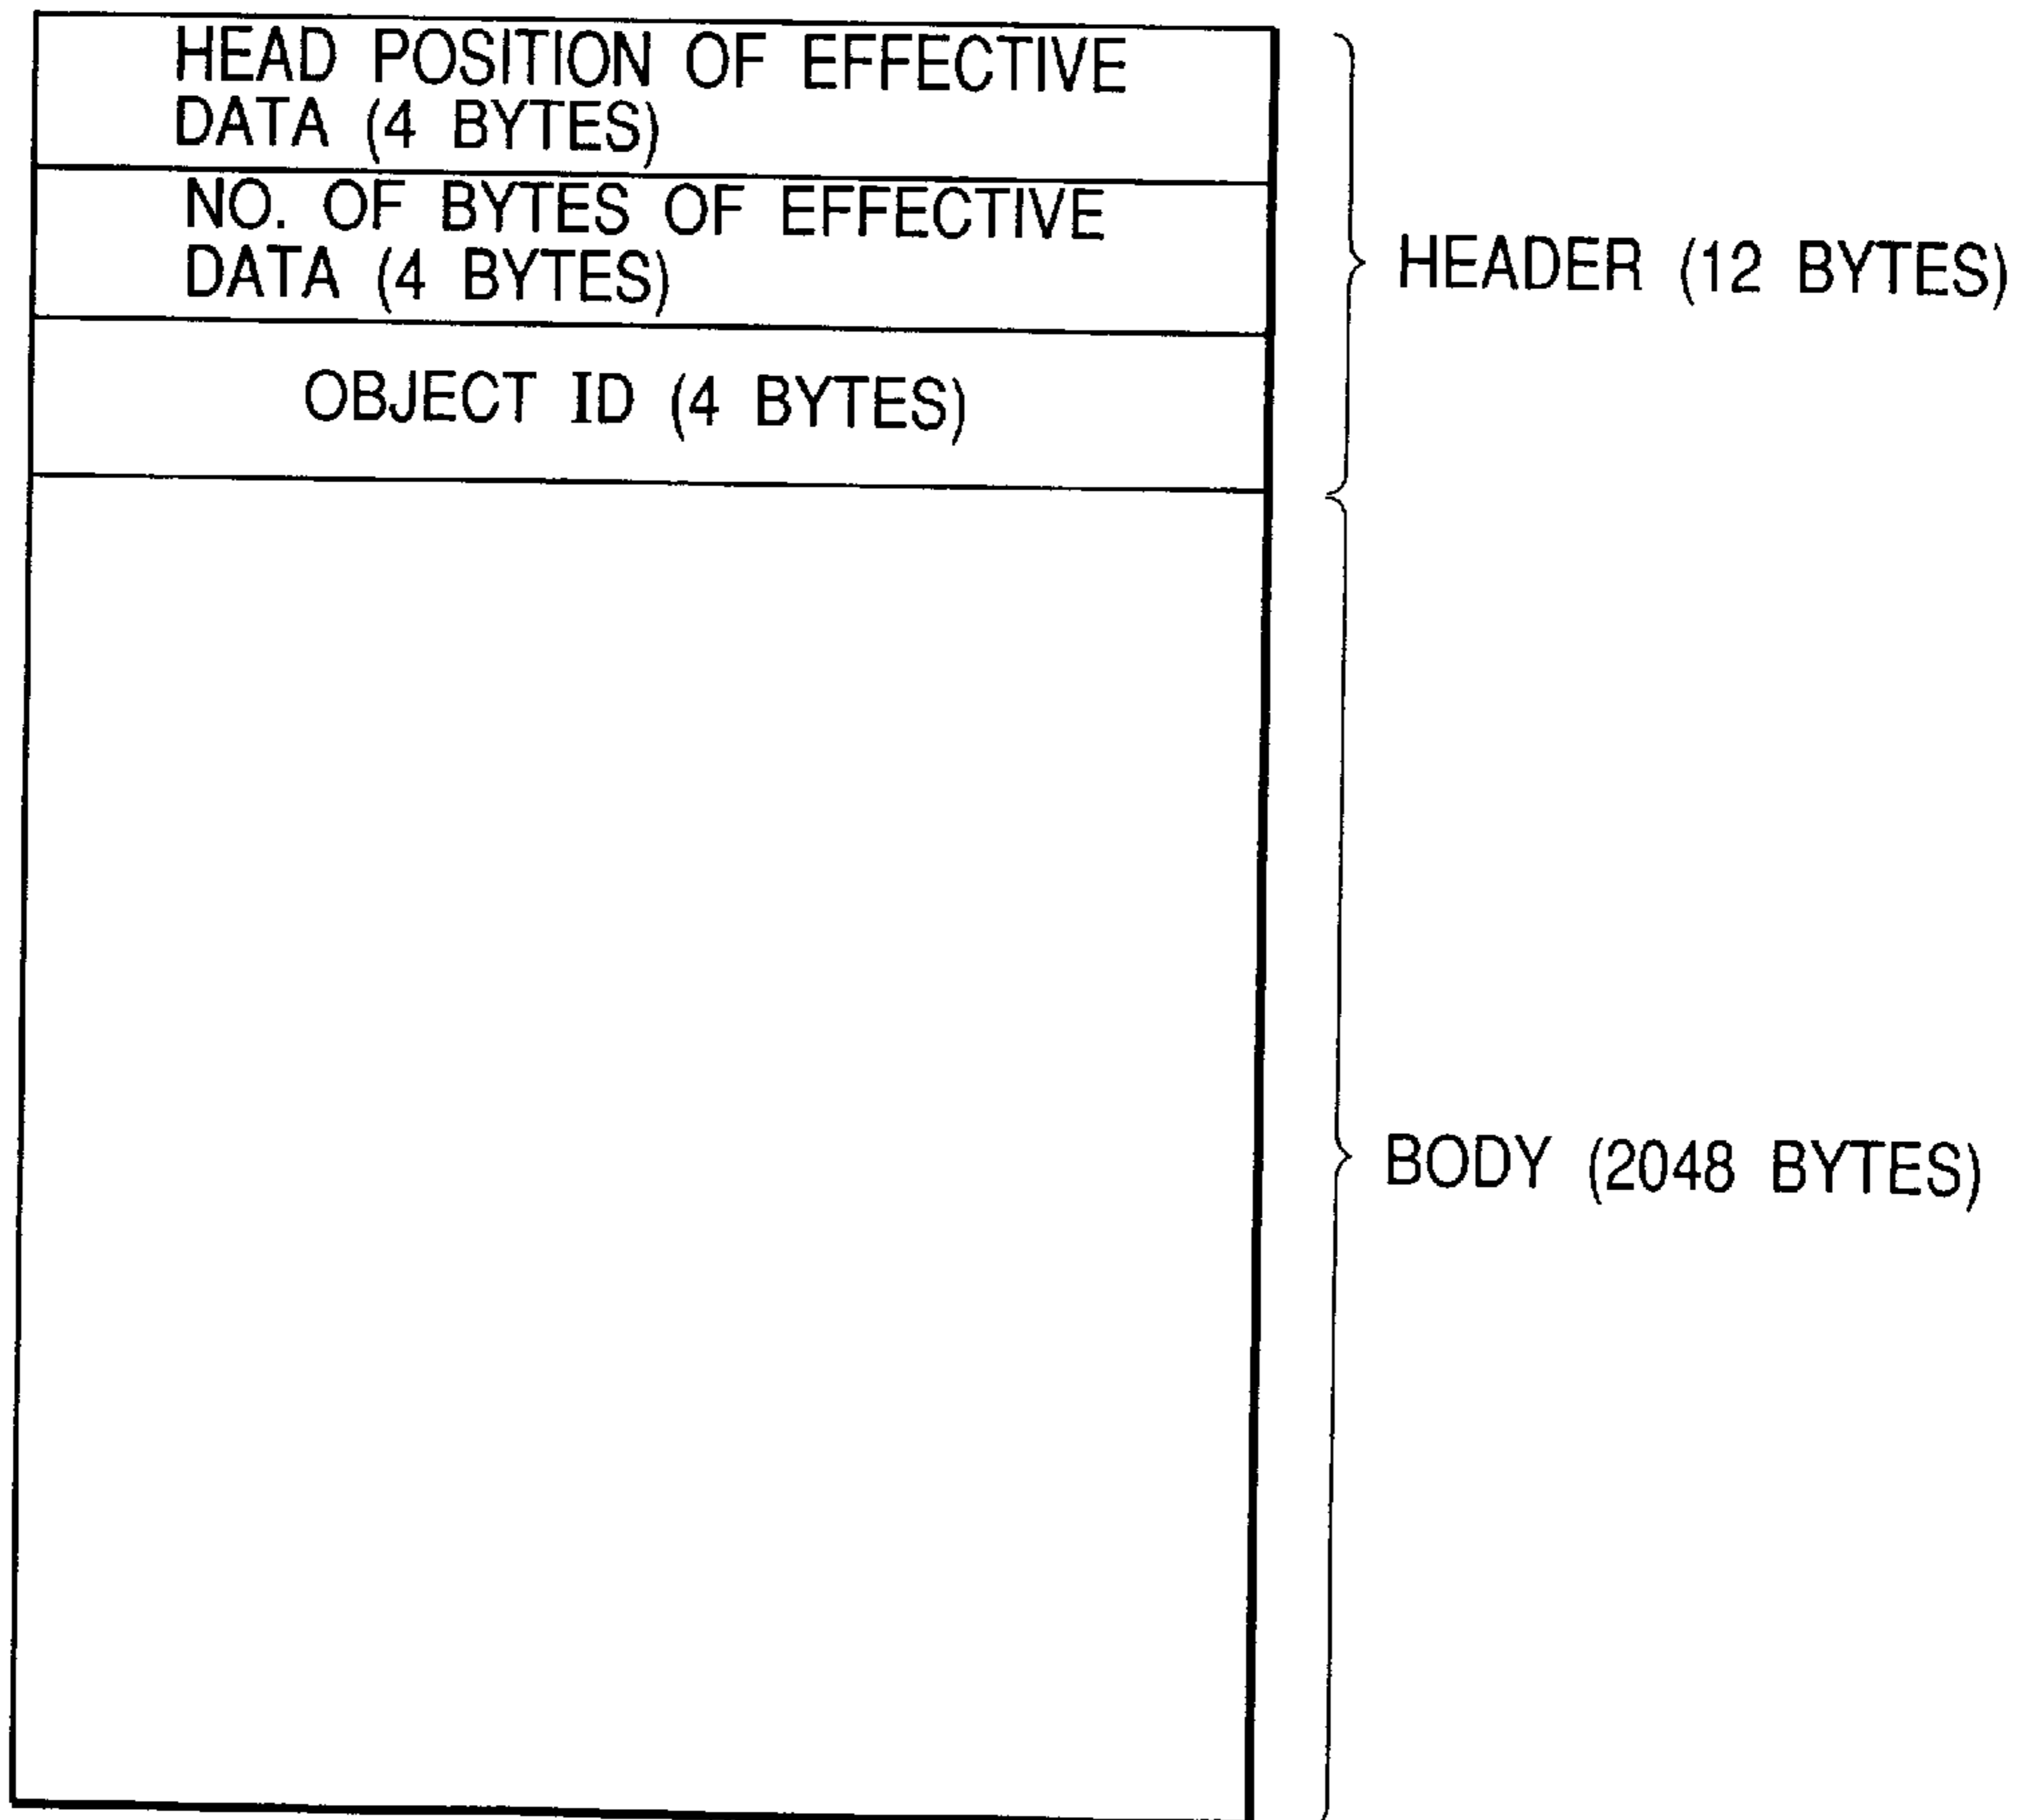 HEAD POSITION OF EFFECTIVE
DATA (4 BYTES)
NO. OF BYTES OF EFFECTIVE
DATA (4 BYTES)
HEADER (12 BYTES)
OBJECT ID (4 BYTES)
BODY (2048 BYTES)